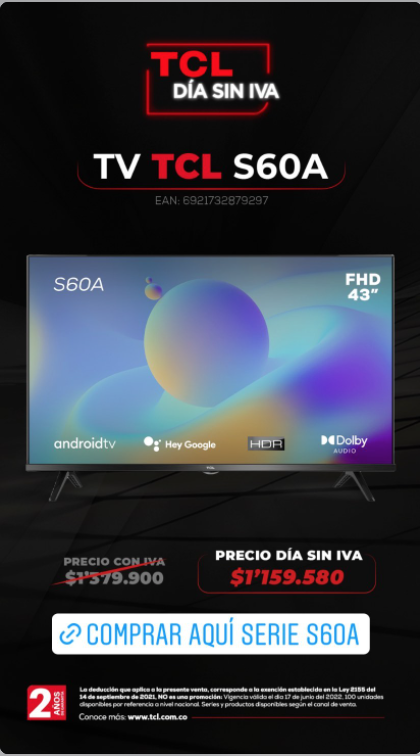 TCL
DÍA SIN IVA
TV TCL S60A
EAN: 6921732879297
S60A
FHD
43"
androidtv
Hey Google
HDR
Dolby
AUDIO
TCL
PRECIO CON IVA
$1'379.900
PRECIO DÍA SIN IVA
$1'159.580
COMPRAR AQUÍ SERIE S60A
2 AÑOS
La deducción que aplica a la presente venta, corresponde a la exención establecida en la Ley 2155 del
14 de septiembre de 2021, NO es una promoción: Vigencia válida el día 17 de junio del 2022, 100 unidades
disponibles por referencia a nivel nacional. Series y productos disponibles según el canal de venta.
Conoce más: www.tcl.com.co